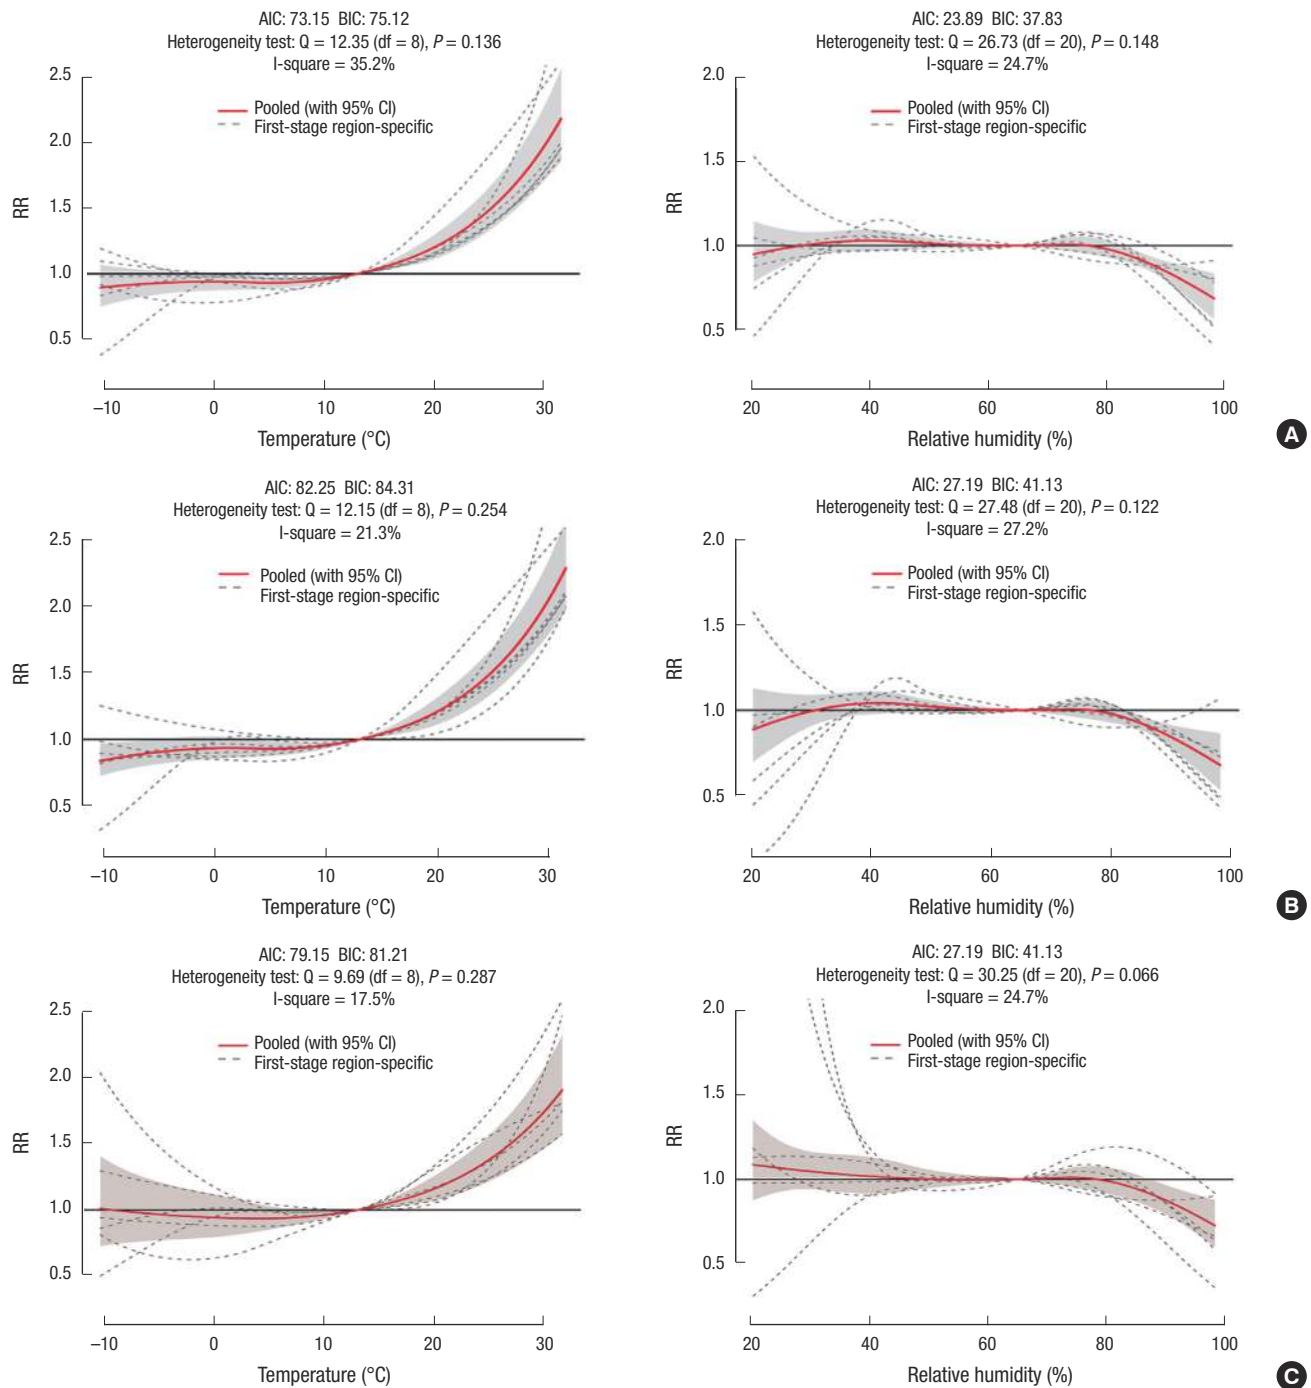 AIC: 73.15 BIC: 75.12
Heterogeneity test: Q = 12.35 (df = 8), P = 0.136
I-square = 35.2%
2.5
2.0
1.5
1.0
0.5
RR
Pooled (with 95% CI)
First-stage region-specific
–10 0 10 20 30
Temperature (°C)
AIC: 23.89 BIC: 37.83
Heterogeneity test: Q = 26.73 (df = 20), P = 0.148
I-square = 24.7%
2.0
1.5
1.0
0.5
RR
Pooled (with 95% CI)
First-stage region-specific
20 40 60 80 100
Relative humidity (%)
A
AIC: 82.25 BIC: 84.31
Heterogeneity test: Q = 12.15 (df = 8), P = 0.254
I-square = 21.3%
2.5
2.0
1.5
1.0
0.5
RR
Pooled (with 95% CI)
First-stage region-specific
–10 0 10 20 30
Temperature (°C)
AIC: 27.19 BIC: 41.13
Heterogeneity test: Q = 27.48 (df = 20), P = 0.122
I-square = 27.2%
2.0
1.5
1.0
0.5
RR
Pooled (with 95% CI)
First-stage region-specific
20 40 60 80 100
Relative humidity (%)
B
AIC: 79.15 BIC: 81.21
Heterogeneity test: Q = 9.69 (df = 8), P = 0.287
I-square = 17.5%
2.5
2.0
1.5
1.0
0.5
RR
Pooled (with 95% CI)
First-stage region-specific
–10 0 10 20 30
Temperature (°C)
AIC: 27.19 BIC: 41.13
Heterogeneity test: Q = 30.25 (df = 20), P = 0.066
I-square = 24.7%
2.0
1.5
1.0
0.5
RR
Pooled (with 95% CI)
First-stage region-specific
20 40 60 80 100
Relative humidity (%)
C